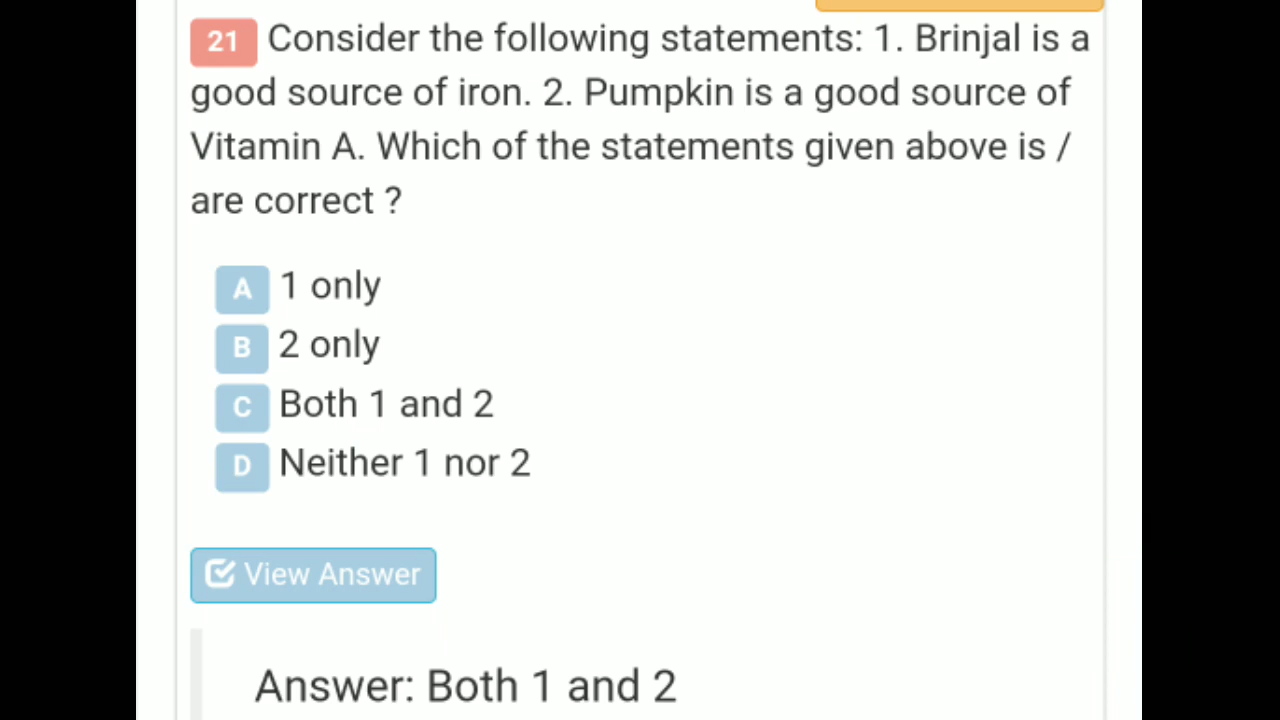 21 Consider the following statements: 1. Brinjal is a
good source of iron. 2. Pumpkin is a good source of
Vitamin A. Which of the statements given above is /
are correct ?
A 1 only
B 2 only
C Both 1 and 2
D Neither 1 nor 2
View Answer
Answer: Both 1 and 2